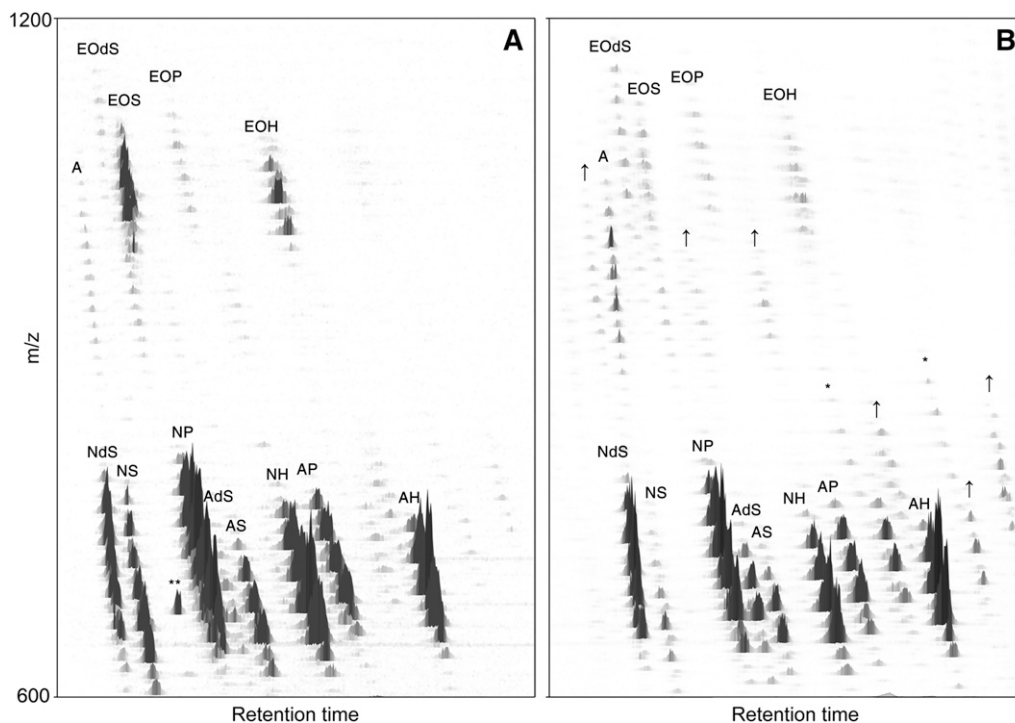 1200
A
EOdS
EOS
EOP
EOH
A
NdS
NS
NP
AdS
AS
NH
AP
AH
**
m/z
600
Retention time
B
EOdS
EOS
EOP
EOH
↑
A
↑
↑
*
*
↑
↑
↑
NdS
NS
NP
AdS
AS
NH
AP
AH
Retention time